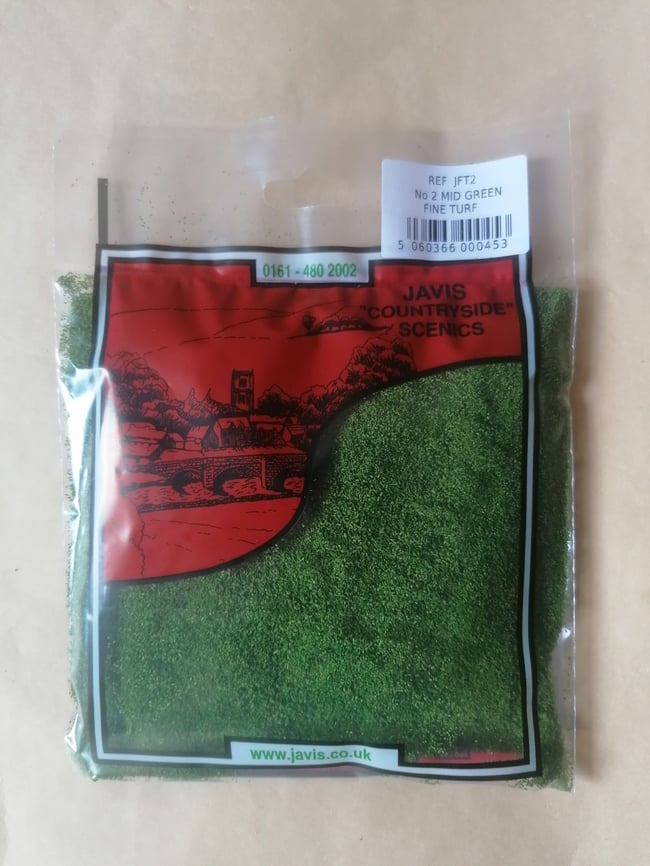 REF JFT2
No 2 MID GREEN
FINE TURF
5 060366 000453
0161 - 480 2002
JAVIS
"COUNTRYSIDE"
SCENICS
www.javis.co.uk